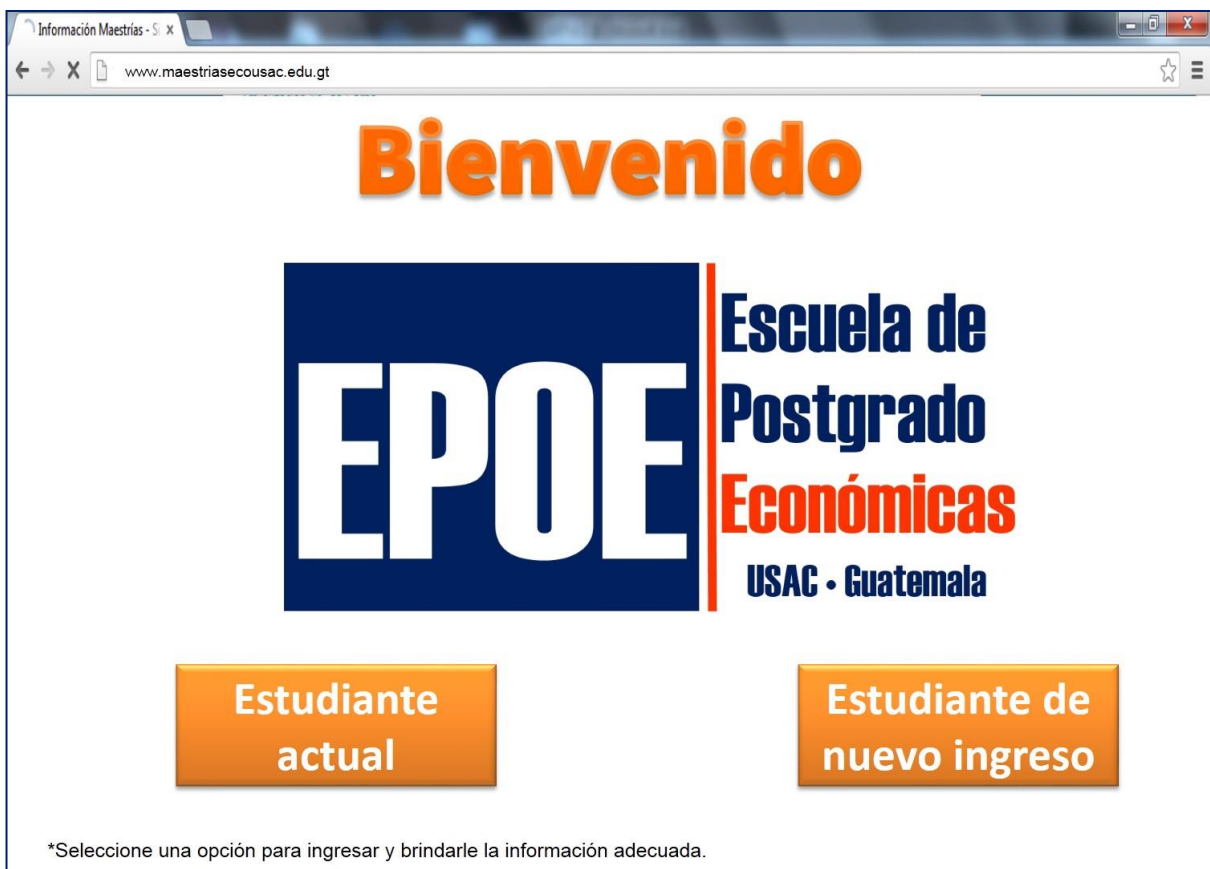 Información Maestrías - S
www.maestriasecousac.edu.gt
Bienvenido
EPOE
Escuela de
Postgrado
Económicas
USAC • Guatemala
Estudiante
actual
Estudiante de
nuevo ingreso
*Seleccione una opción para ingresar y brindarle la información adecuada.